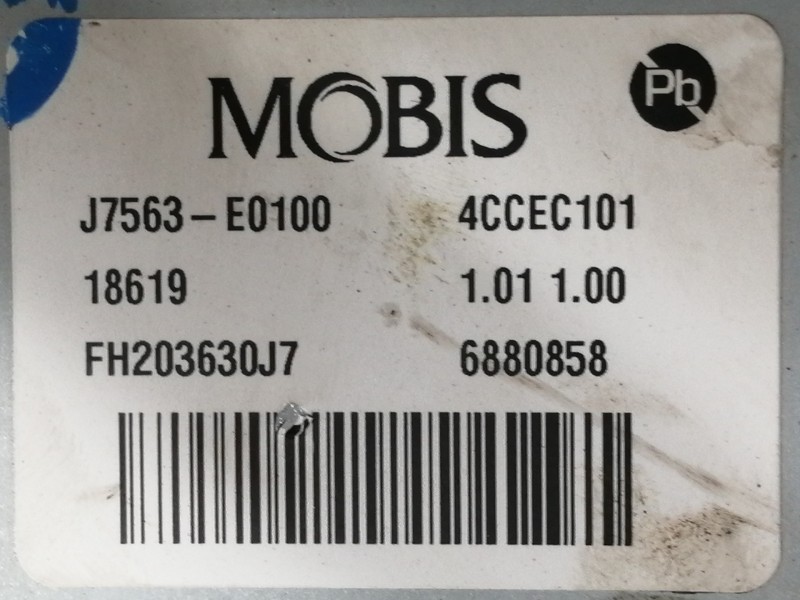 MOBIS
Pb
J7563-E0100 4CCEC101
18619 1.01 1.00
FH203630J7 6880858